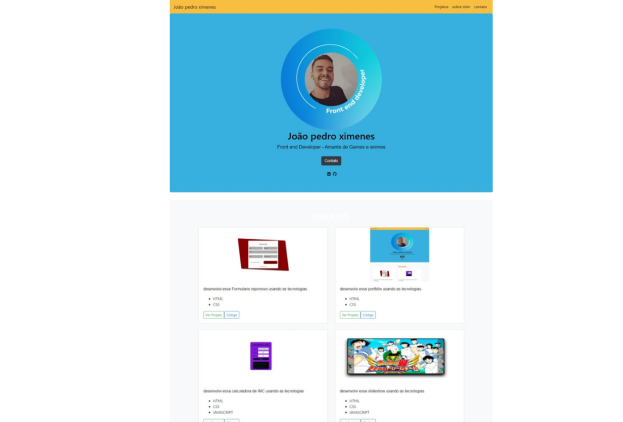 João pedro ximenes
Projetos sobre mim contato
Front end developer
João pedro ximenes
Front end Developer - Amante de Games e animes
Contato
desenvolvi esse Formulario reponsivo usando as tecnologias.
HTML
CSS
Ver Projeto Código
desenvolvi esse portfolio usando as tecnologias
HTML
CSS
Ver Projeto Código
desenvolvi essa calculadora de IMC usando as tecnologias
HTML
CSS
JAVASCRIPT
desenvolvi esse slideshow usando as tecnologias
HTML
CSS
JAVASCRIPT